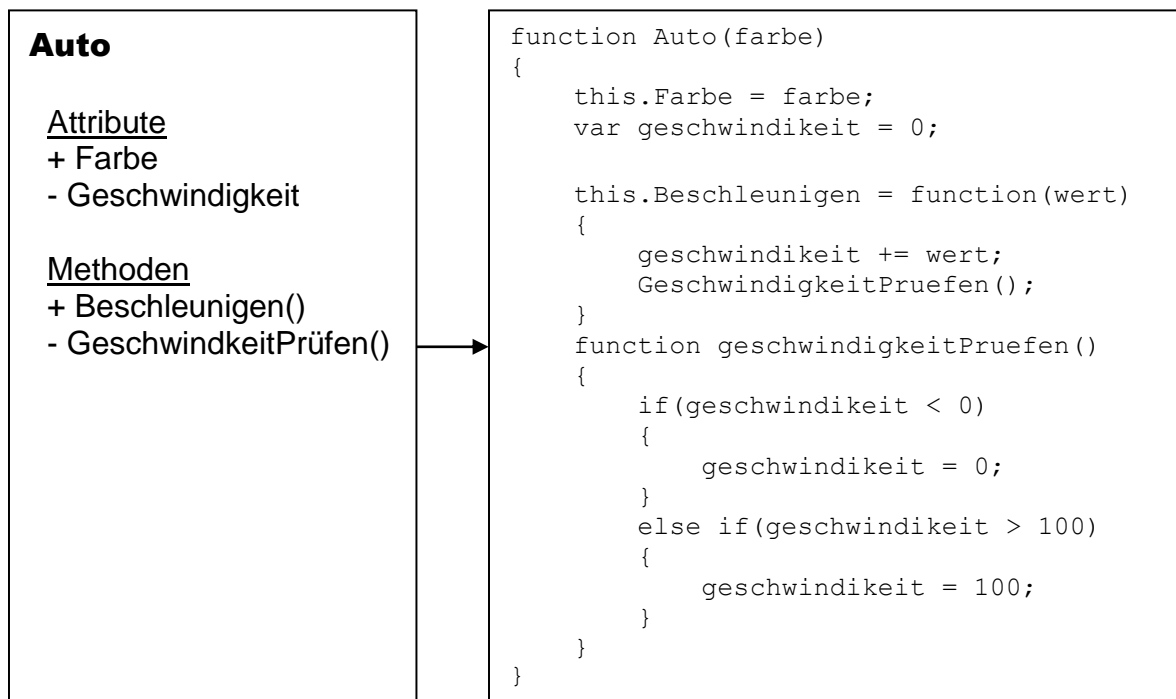 Auto
Attribute
+ Farbe
- Geschwindigkeit
Methoden
+ Beschleunigen()
- GeschwindkeitPrüfen()
function Auto(farbe)
{
this.Farbe = farbe;
var geschwindikeit = 0;
this.Beschleunigen = function(wert)
{
geschwindikeit += wert;
GeschwindigkeitPruefen();
}
function geschwindigkeitPruefen()
{
if(geschwindikeit < 0)
{
geschwindikeit = 0;
}
else if(geschwindikeit > 100)
{
geschwindikeit = 100;
}
}
}